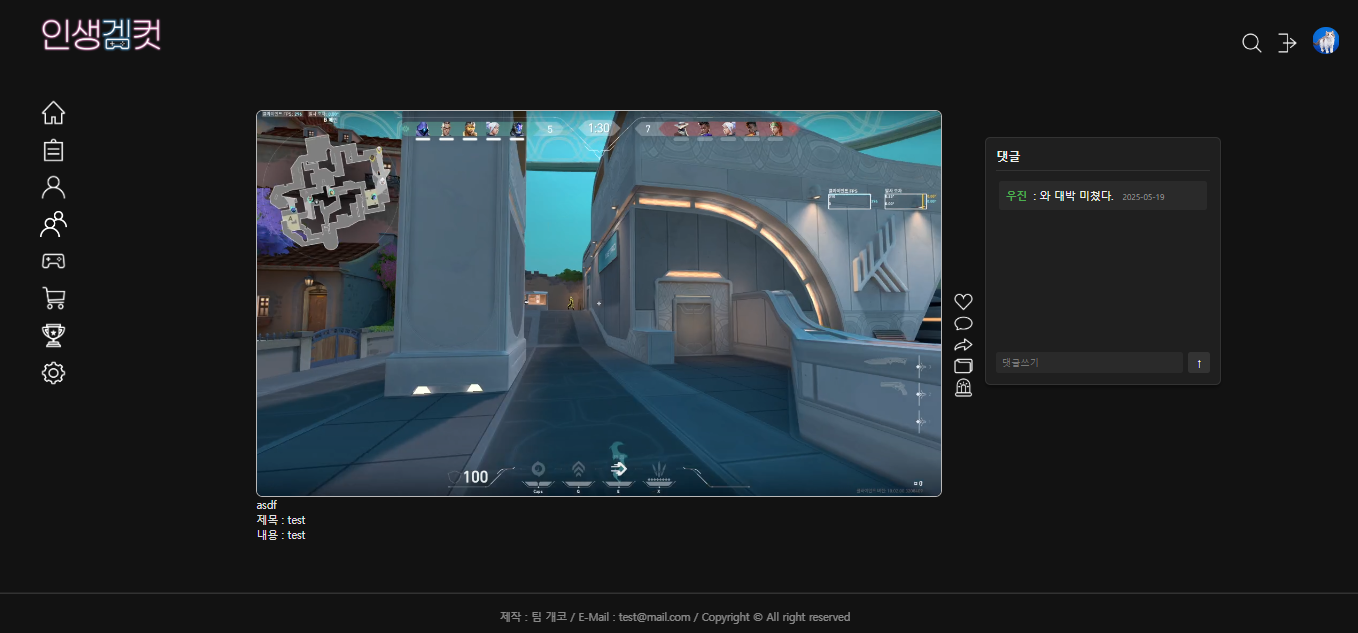 인생겜컷
5
1:30
7
댓글
우진 : 와 대박 미쳤다. 2025-05-19
댓글쓰기
↑
100
asdf
제목 : test
내용 : test
제작 : 팀 개코 / E-Mail : test@mail.com / Copyright © All right reserved